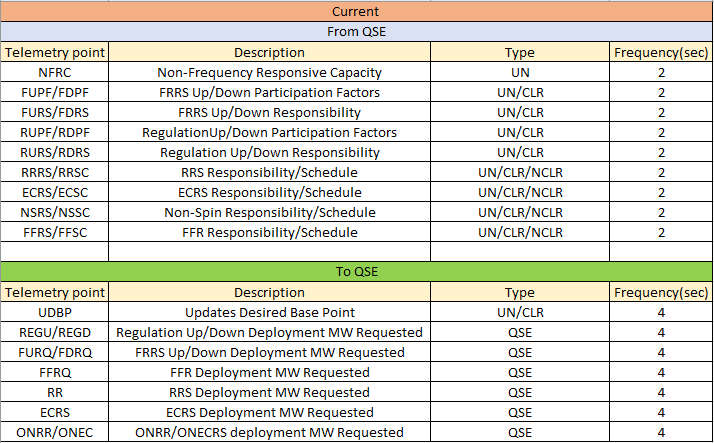 Current
From QSE
Telemetry point Description Type Frequency(sec)
NFRC Non-Frequency Responsive Capacity UN 2
FUPF/FDPF FRRS Up/Down Participation Factors UN/CLR 2
FURS/FDRS FRRS Up/Down Responsibility UN/CLR 2
RUPF/RDPF RegulationUp/Down Participation Factors UN/CLR 2
RURS/RDRS Regulation Up/Down Responsibility UN/CLR 2
RRRS/RRSC RRS Responsibility/Schedule UN/CLR/NCLR 2
ECRS/ECSC ECRS Responsibility/Schedule UN/CLR/NCLR 2
NSRS/NSSC Non-Spin Responsibility/Schedule UN/CLR/NCLR 2
FFRS/FFSC FFR Responsibility/Schedule UN/CLR/NCLR 2
To QSE
Telemetry point Description Type Frequency(sec)
UDBP Updates Desired Base Point UN/CLR 4
REGU/REGD Regulation Up/Down Deployment MW Requested QSE 4
FURQ/FDRQ FRRS Up/Down Deployment MW Requested QSE 4
FFRQ FFR Deployment MW Requested QSE 4
RR RRS Deployment MW Requested QSE 4
ECRS ECRS Deployment MW Requested QSE 4
ONRR/ONEC ONRR/ONECRS deployment MW Requested QSE 4